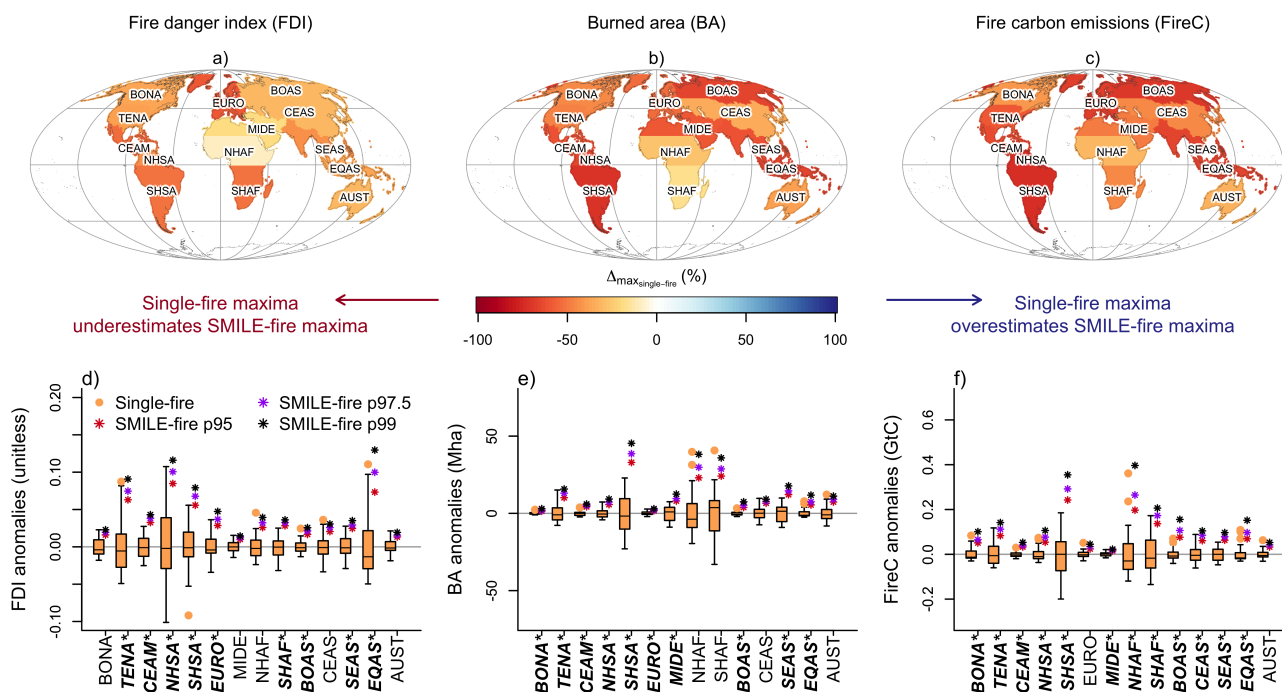 Fire danger index (FDI)
Burned area (BA)
Fire carbon emissions (FireC)
a)
BONA
BOAS
EURO
TENA
CEAS
MIDE
CEAM
NHSA
NHAF
SEAS
EQAS
SHSA
SHAF
AUST
b)
BONA
BOAS
EURO
TENA
CEAS
MIDE
CEAM
NHSA
NHAF
SEAS
EQAS
SHSA
SHAF
AUST
c)
BONA
BOAS
EURO
TENA
CEAS
MIDE
CEAM
NHSA
NHAF
SEAS
EQAS
SHSA
SHAF
AUST
Δmaxsingle−fire (%)
-100 -50 0 50 100
Single-fire maxima
underestimates SMILE-fire maxima
Single-fire maxima
overestimates SMILE-fire maxima
d)
Single-fire
SMILE-fire p95
SMILE-fire p97.5
SMILE-fire p99
FDI anomalies (unitless)
0.20
0.10
0.00
-0.10
BONA
TENA*
CEAM*
NHSA*
SHSA*
EURO*
MIDE
NHAF
SHAF*
BOAS*
CEAS
SEAS*
EQAS*
AUST
e)
BA anomalies (Mha)
50
0
-50
BONA*
TENA*
CEAM*
NHSA*
SHSA*
EURO*
MIDE*
NHAF
SHAF
BOAS*
CEAS
SEAS*
EQAS*
AUST
f)
FireC anomalies (GtC)
0.6
0.4
0.2
0.0
-0.2
BONA*
TENA*
CEAM*
NHSA*
SHSA*
EURO
MIDE*
NHAF*
SHAF*
BOAS*
CEAS*
SEAS*
EQAS*
AUST